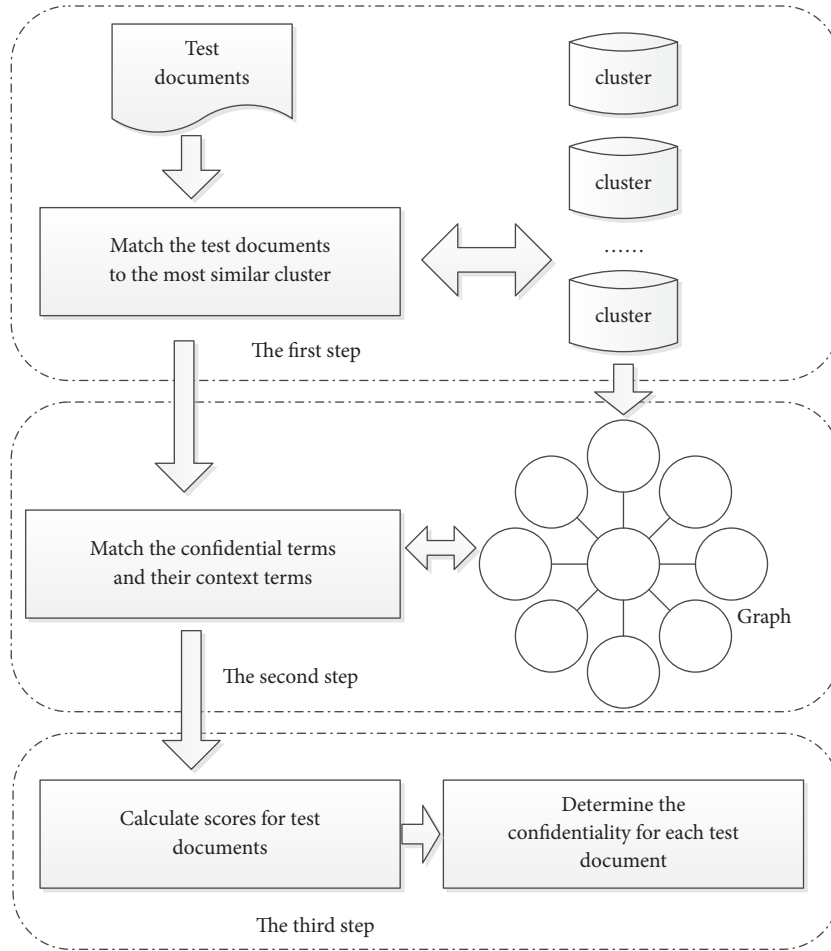 Test
documents
cluster
cluster
......
cluster
Match the test documents
to the most similar cluster
The first step
Match the confidential terms
and their context terms
Graph
The second step
Calculate scores for test
documents
Determine the
confidentiality for each test
document
The third step